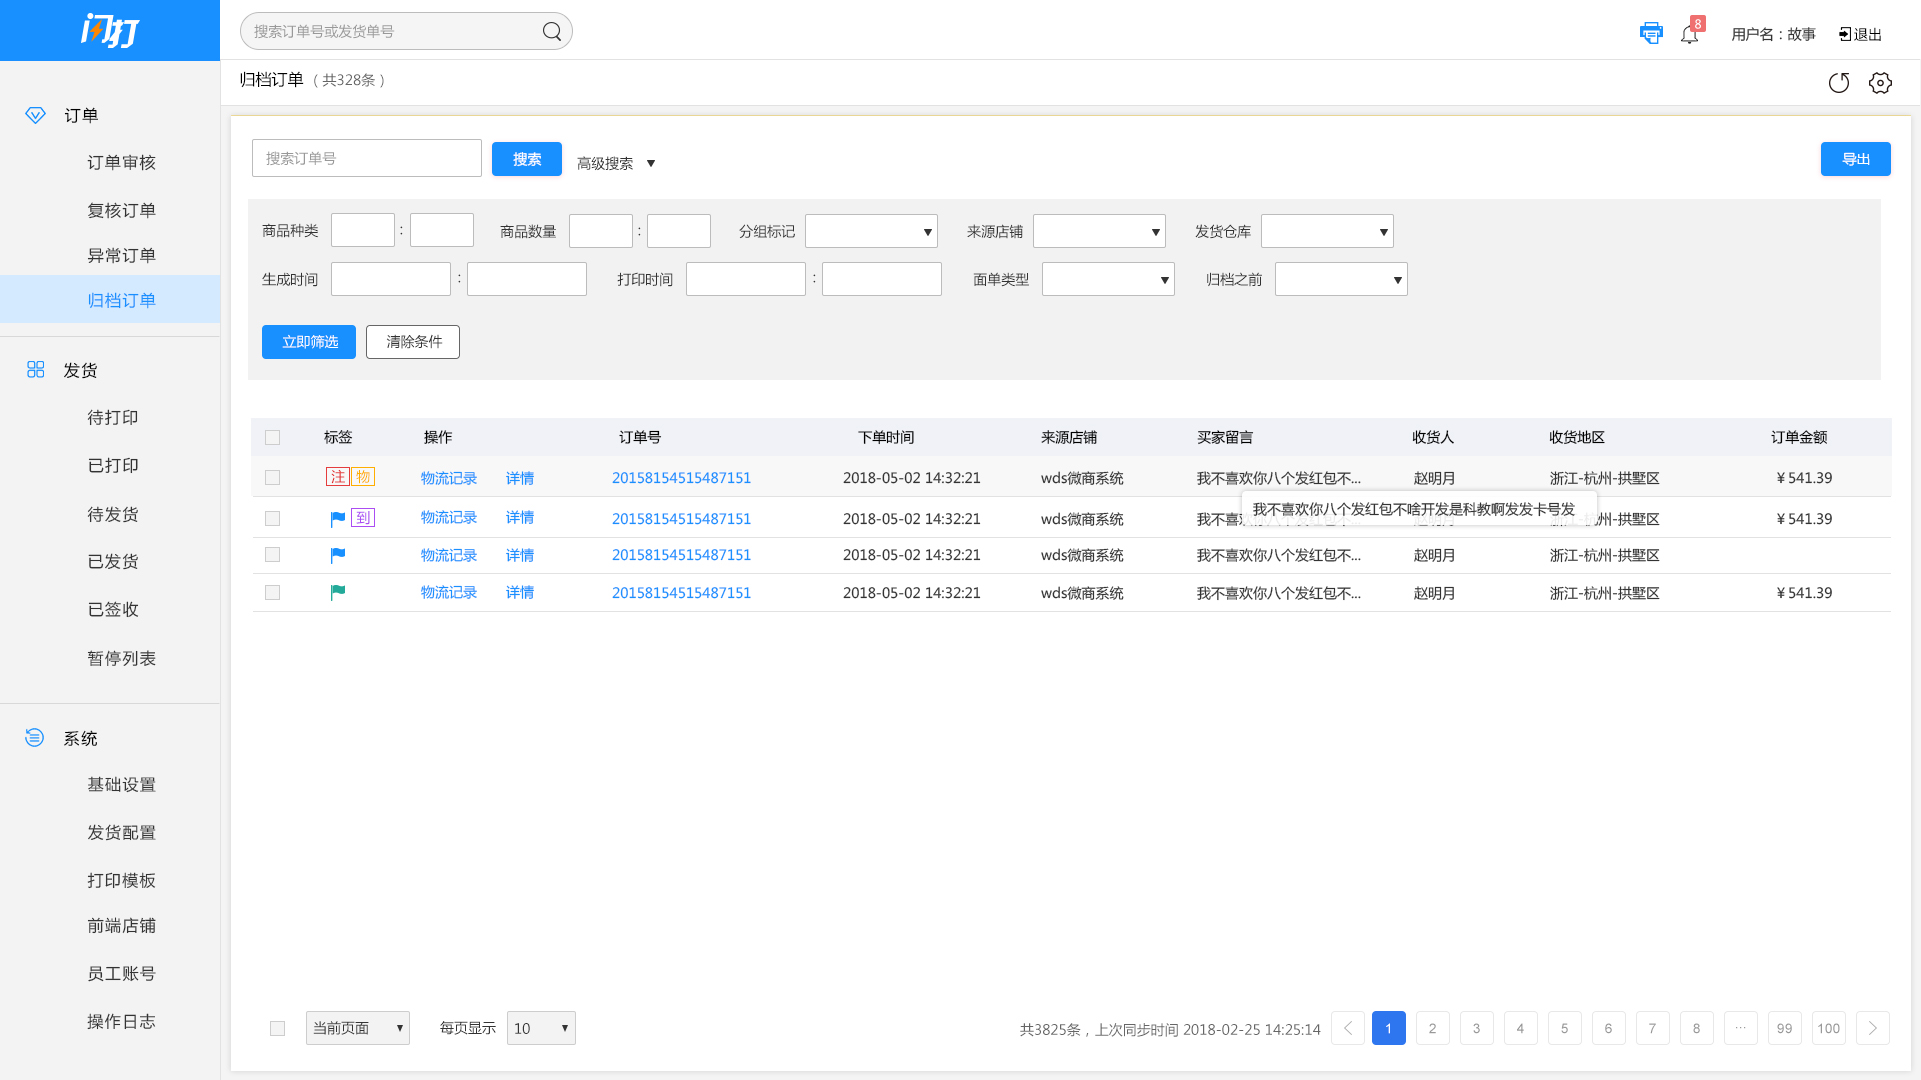 闪打
搜索订单号或发货单号
8
用户名：故事
退出
归档订单（共328条）
订单
订单审核
复核订单
异常订单
归档订单
发货
待打印
已打印
待发货
已发货
已签收
暂停列表
系统
基础设置
发货配置
打印模板
前端店铺
员工账号
操作日志
搜索订单号 搜索 高级搜索 ▼ 导出
商品种类 : 商品数量 : 分组标记 ▼ 来源店铺 ▼ 发货仓库 ▼
生成时间 : 打印时间 : 面单类型 ▼ 归档之前 ▼
立即筛选 清除条件
标签 操作 订单号 下单时间 来源店铺 买家留言 收货人 收货地区 订单金额
注 物 物流记录 详情 20158154515487151 2018-05-02 14:32:21 wds微商系统 我不喜欢你八个发红包不... 赵明月 浙江-杭州-拱墅区 ¥541.39
我不喜欢你八个发红包不啥开发是科教啊发发卡号发
到 物流记录 详情 20158154515487151 2018-05-02 14:32:21 wds微商系统 我不喜欢你八个发红包不... 赵明月 浙江-杭州-拱墅区 ¥541.39
物流记录 详情 20158154515487151 2018-05-02 14:32:21 wds微商系统 我不喜欢你八个发红包不... 赵明月 浙江-杭州-拱墅区
物流记录 详情 20158154515487151 2018-05-02 14:32:21 wds微商系统 我不喜欢你八个发红包不... 赵明月 浙江-杭州-拱墅区 ¥541.39
当前页面 ▼ 每页显示 10 ▼ 共3825条，上次同步时间 2018-02-25 14:25:14 < 1 2 3 4 5 6 7 8 ... 99 100 >